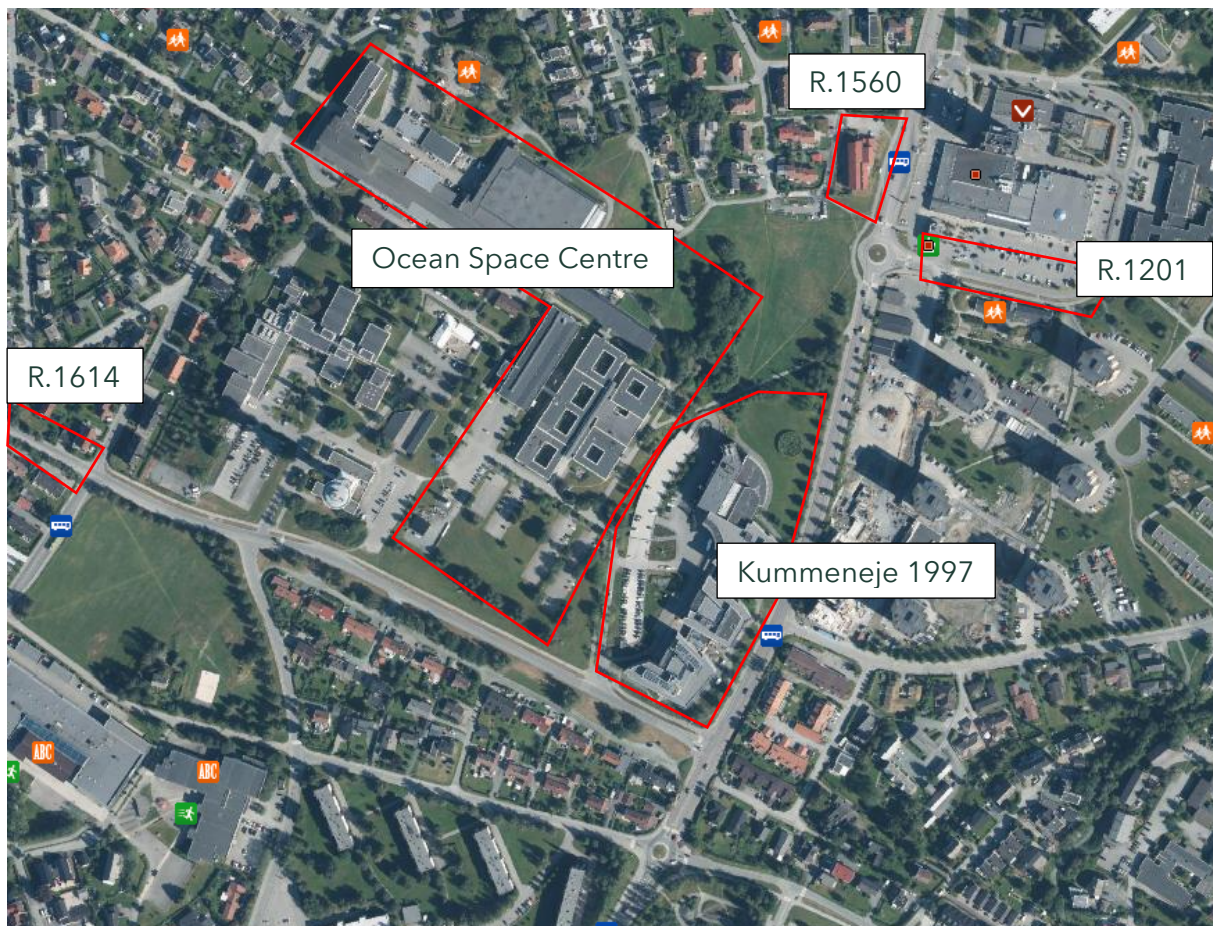 R.1560
Ocean Space Centre
R.1201
R.1614
Kummeneje 1997
ABC
ABC